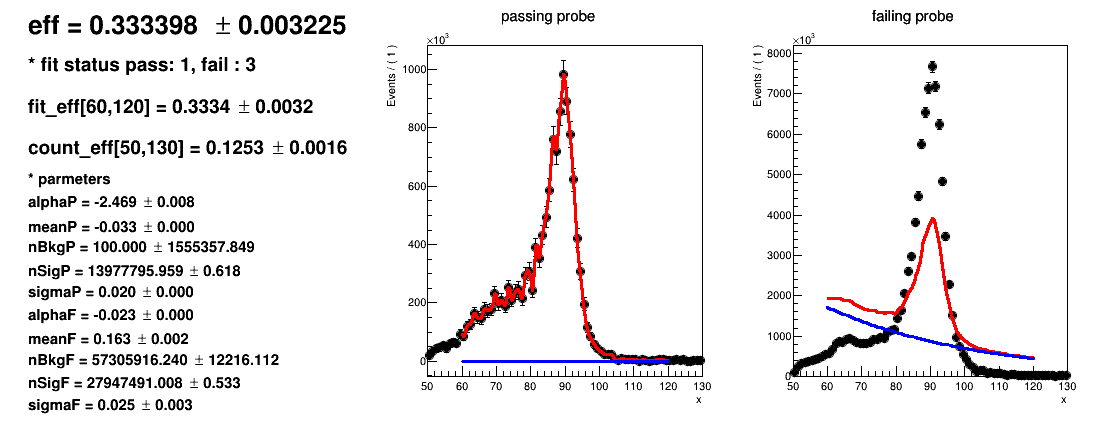 eff = 0.333398 ± 0.003225
* fit status pass: 1, fail : 3
fit_eff[60,120] = 0.3334 ± 0.0032
count_eff[50,130] = 0.1253 ± 0.0016
* parmeters
alphaP = -2.469 ± 0.008
meanP = -0.033 ± 0.000
nBkgP = 100.000 ± 1555357.849
nSigP = 13977795.959 ± 0.618
sigmaP = 0.020 ± 0.000
alphaF = -0.023 ± 0.000
meanF = 0.163 ± 0.002
nBkgF = 57305916.240 ± 12216.112
nSigF = 27947491.008 ± 0.533
sigmaF = 0.025 ± 0.003
passing probe
×10³
Events / ( 1 )
1000
800
600
400
200
0
50 60 70 80 90 100 110 120 130
x
failing probe
×10³
Events / ( 1 )
8000
7000
6000
5000
4000
3000
2000
1000
0
50 60 70 80 90 100 110 120 130
x